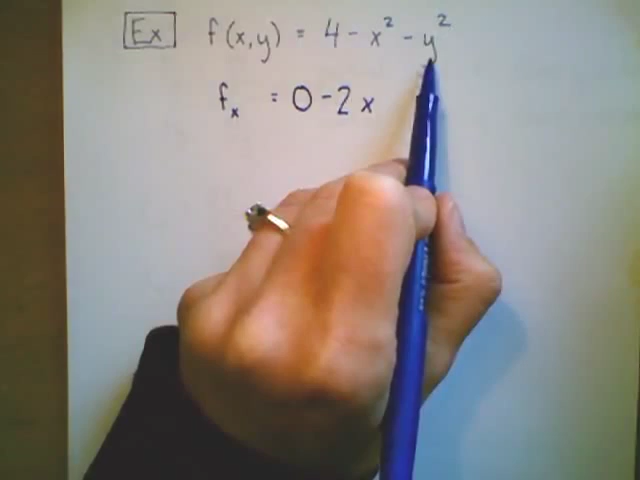 Ex f(x,y) = 4 - x² - y²
fₓ = 0 - 2x